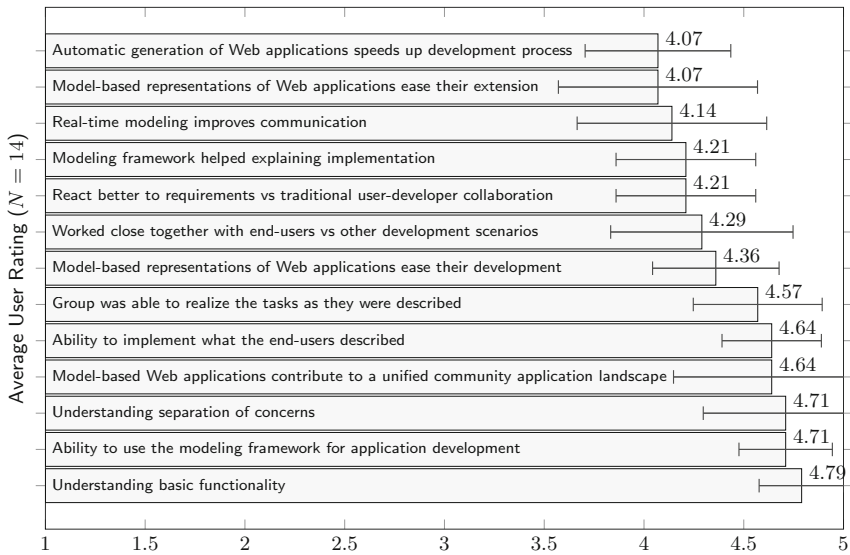 Average User Rating (N = 14)
Automatic generation of Web applications speeds up development process 4.07
Model-based representations of Web applications ease their extension 4.07
Real-time modeling improves communication 4.14
Modeling framework helped explaining implementation 4.21
React better to requirements vs traditional user-developer collaboration 4.21
Worked close together with end-users vs other development scenarios 4.29
Model-based representations of Web applications ease their development 4.36
Group was able to realize the tasks as they were described 4.57
Ability to implement what the end-users described 4.64
Model-based Web applications contribute to a unified community application landscape 4.64
Understanding separation of concerns 4.71
Ability to use the modeling framework for application development 4.71
Understanding basic functionality 4.79
1 1.5 2 2.5 3 3.5 4 4.5 5